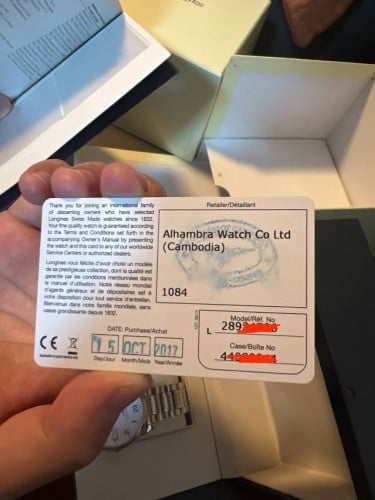 Thank you for joining an international family
of discerning owners who have selected
Longines Swiss Made watches since 1832.
Your fine quality watch is guaranteed according
to the Terms and Conditions set forth in the
accompanying Owner's Manual by presenting
the watch and this card to any of our worldwide
Service Centers or authorized dealers.
Longines vous félicite d'avoir choisi un modèle
de sa prestigieuse collection, dont la qualité est
garantie par les conditions mentionnées dans
le manuel d'utilisation. Notre réseau mondial
d'agents généraux et de dépositaires est à
votre disposition pour tout service d'entretien.
Bienvenue dans notre famille mondiale, sans
cesse grandissante depuis 1832.
Retailer/Détaillant
Alhambra Watch Co Ltd
(Cambodia)
1084
DATE: Purchase/Achat
15 OCT 2017
Day/Jour Month/Mois Year/Année
CE
Model/Réf. No
L 289
Case/Boîte No